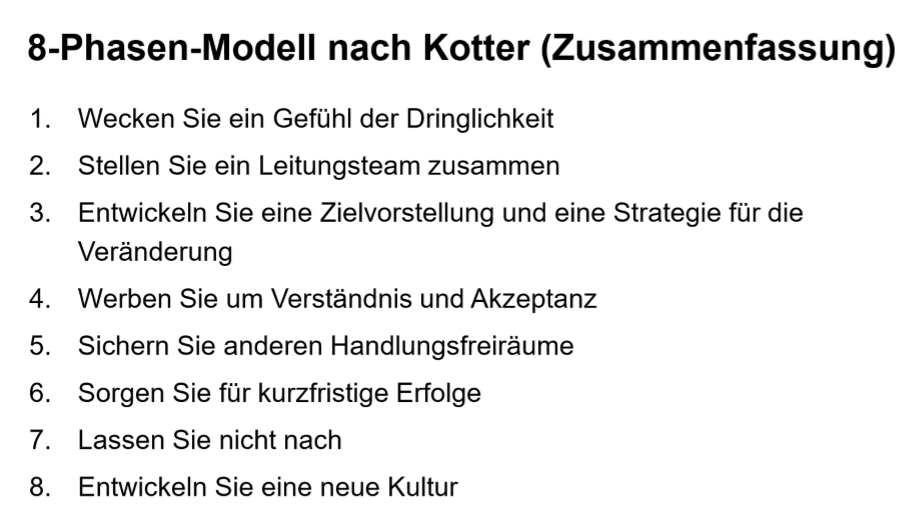 8-Phasen-Modell nach Kotter (Zusammenfassung)
1. Wecken Sie ein Gefühl der Dringlichkeit
2. Stellen Sie ein Leitungsteam zusammen
3. Entwickeln Sie eine Zielvorstellung und eine Strategie für die
Veränderung
4. Werben Sie um Verständnis und Akzeptanz
5. Sichern Sie anderen Handlungsfreiräume
6. Sorgen Sie für kurzfristige Erfolge
7. Lassen Sie nicht nach
8. Entwickeln Sie eine neue Kultur